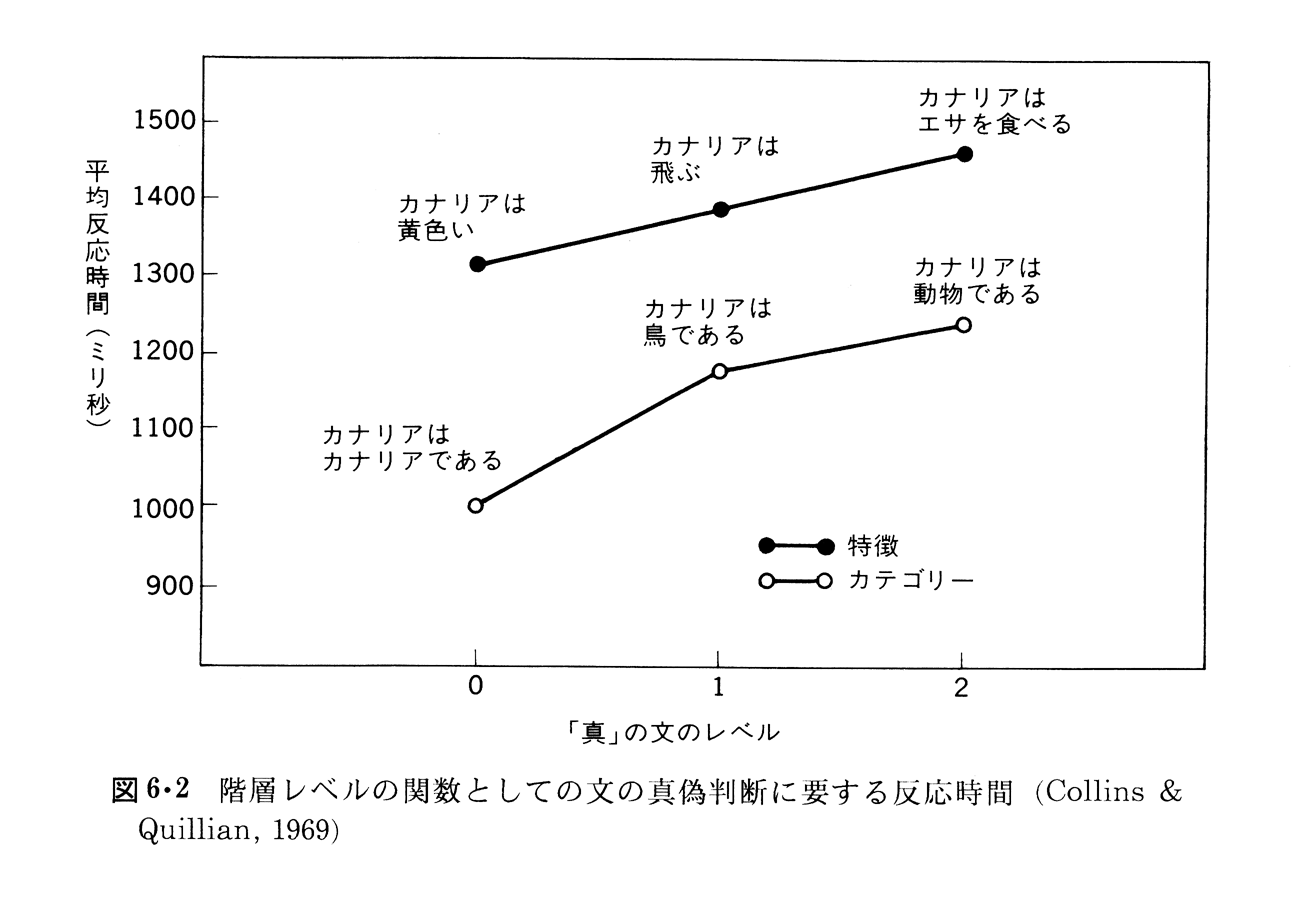 1500
1400
1300
1200
1100
1000
900
平均反応時間(ミリ秒)
カナリアは
黄色い
カナリアは
飛ぶ
カナリアは
エサを食べる
カナリアは
カナリアである
カナリアは
鳥である
カナリアは
動物である
特徴
カテゴリー
0 1 2
「真」の文のレベル
図6・2 階層レベルの関数としての文の真偽判断に要する反応時間 (Collins &
Quillian, 1969)